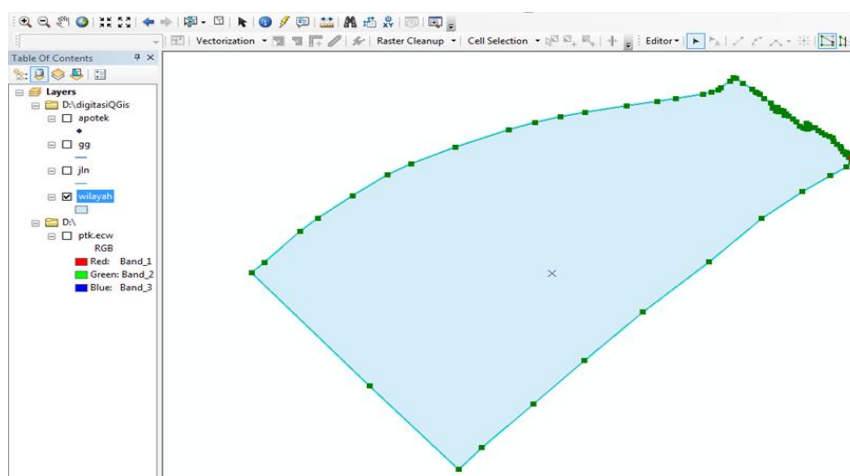 Vectorization
Raster Cleanup
Cell Selection
Editor
Table Of Contents
Layers
D:\digitasiQGis
apotek
gg
jln
wilayah
D:\
ptk.ecw
RGB
Red: Band_1
Green: Band_2
Blue: Band_3